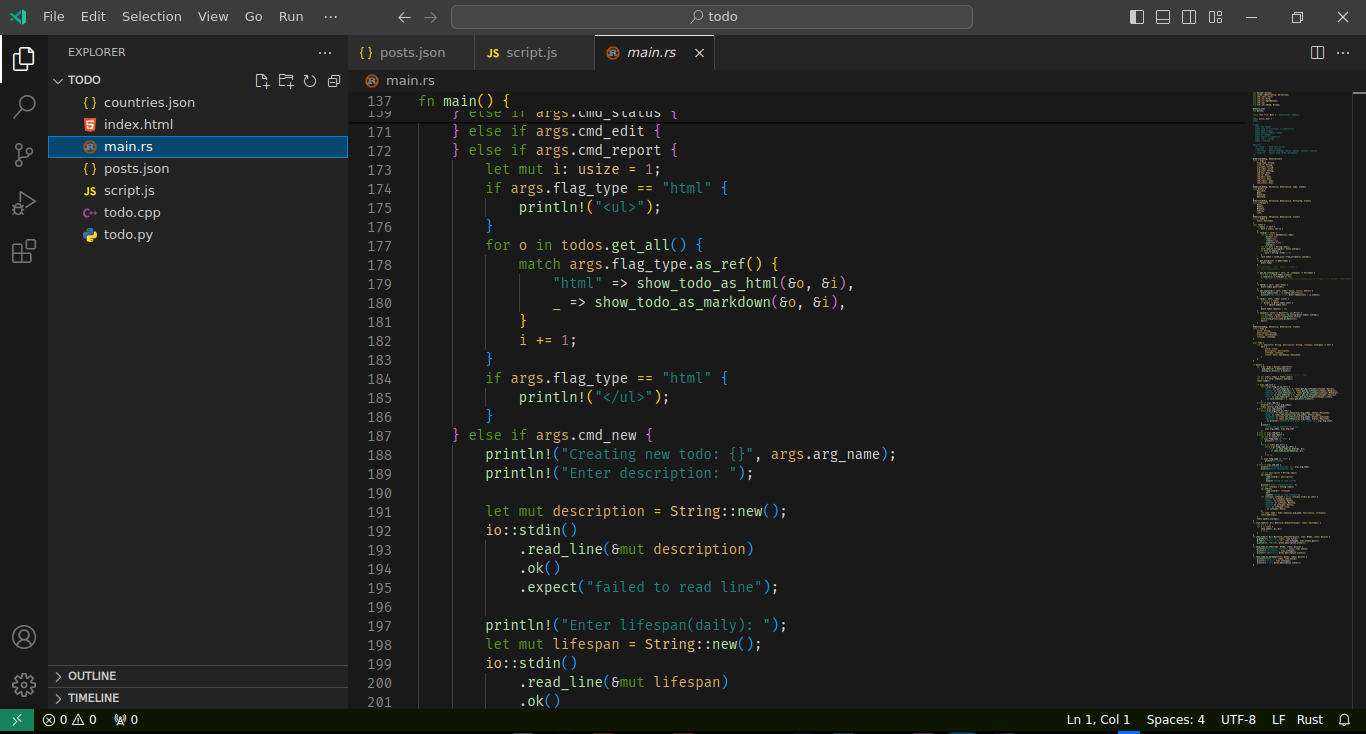 File Edit Selection View Go Run ···
todo
EXPLORER ···
TODO
{ } countries.json
index.html
main.rs
{ } posts.json
JS script.js
C++ todo.cpp
todo.py
OUTLINE
TIMELINE
{ } posts.json JS script.js main.rs
main.rs
137 fn main() {
159 } else if args.cmd_status {
171 } else if args.cmd_edit {
172 } else if args.cmd_report {
173 let mut i: usize = 1;
174 if args.flag_type == "html" {
175 println!("<ul>");
176 }
177 for o in todos.get_all() {
178 match args.flag_type.as_ref() {
179 "html" => show_todo_as_html(&o, &i),
180 _ => show_todo_as_markdown(&o, &i),
181 }
182 i += 1;
183 }
184 if args.flag_type == "html" {
185 println!("</ul>");
186 }
187 } else if args.cmd_new {
188 println!("Creating new todo: {}", args.arg_name);
189 println!("Enter description: ");
190
191 let mut description = String::new();
192 io::stdin()
193 .read_line(&mut description)
194 .ok()
195 .expect("failed to read line");
196
197 println!("Enter lifespan(daily): ");
198 let mut lifespan = String::new();
199 io::stdin()
200 .read_line(&mut lifespan)
201 .ok()
0 0 0 Ln 1, Col 1 Spaces: 4 UTF-8 LF Rust